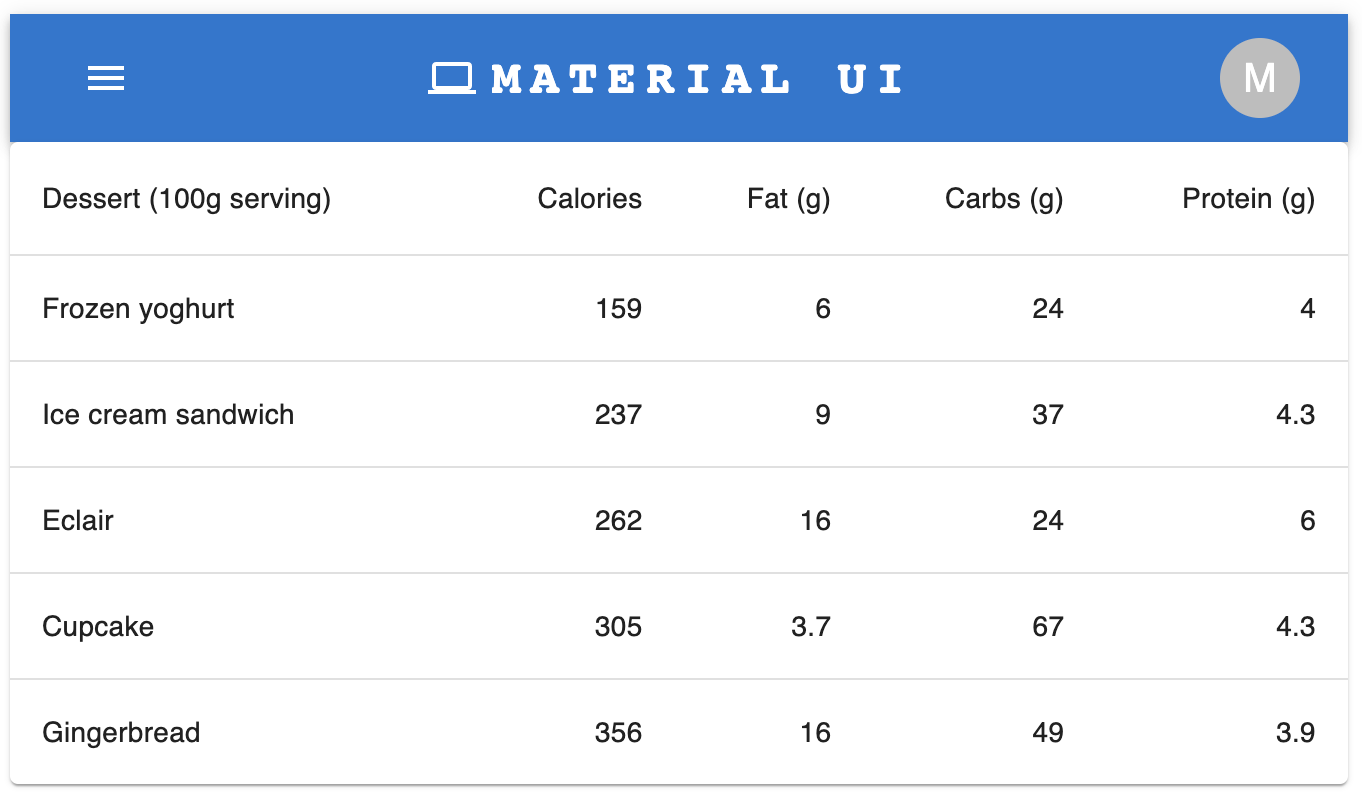 MATERIAL UI M
Dessert (100g serving) Calories Fat (g) Carbs (g) Protein (g)
Frozen yoghurt 159 6 24 4
Ice cream sandwich 237 9 37 4.3
Eclair 262 16 24 6
Cupcake 305 3.7 67 4.3
Gingerbread 356 16 49 3.9